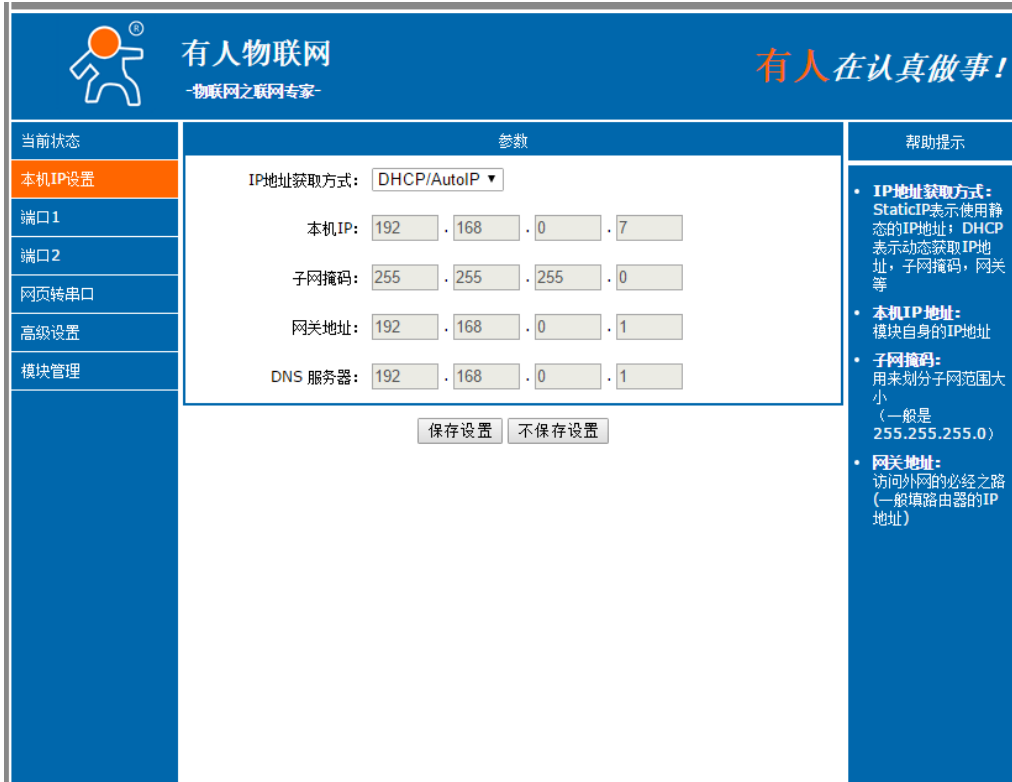 ®
有人物联网
-物联网之联网专家-
有人在认真做事!
当前状态
本机IP设置
端口1
端口2
网页转串口
高级设置
模块管理
参数
IP地址获取方式: DHCP/AutoIP ▼
本机IP: 192 . 168 . 0 . 7
子网掩码: 255 . 255 . 255 . 0
网关地址: 192 . 168 . 0 . 1
DNS 服务器: 192 . 168 . 0 . 1
保存设置 不保存设置
帮助提示
• IP地址获取方式:
StaticIP表示使用静
态的IP地址; DHCP
表示动态获取IP地
址, 子网掩码, 网关
等
• 本机IP地址:
模块自身的IP地址
• 子网掩码:
用来划分子网范围大
小
(一般是
255.255.255.0)
• 网关地址:
访问外网的必经之路
(一般填路由器的IP
地址)